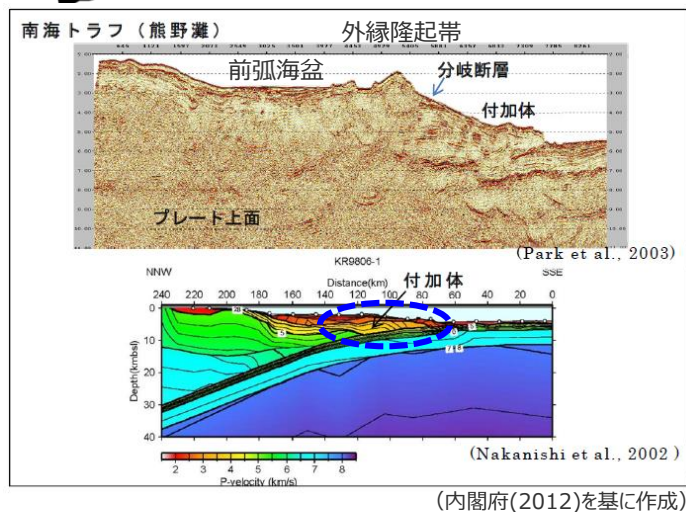 南海トラフ（熊野灘）
外縁隆起帯
前弧海盆
分岐断層
付加体
プレート上面
(Park et al., 2003)
KR9806-1
NNW
Distance(km)
付加体
SSE
240 220 200 180 160 140 120 100 80 60 40 20 0
Depth(kmbsl)
0
10
20
30
40
(Nakanishi et al., 2002 )
2 3 4 5 6 7 8
P-velocity (km/s)
(内閣府(2012)を基に作成)